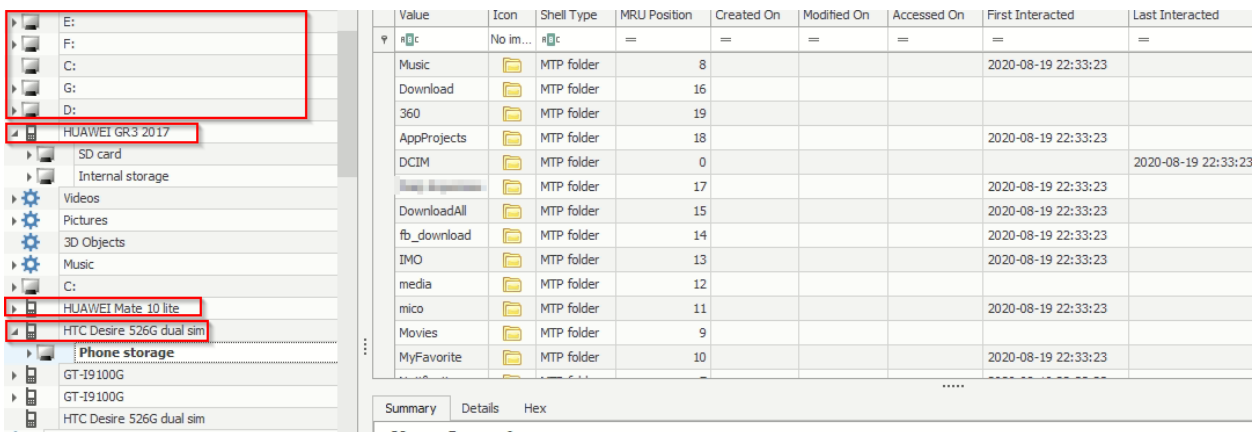 E:
F:
C:
G:
D:
HUAWEI GR3 2017
SD card
Internal storage
Videos
Pictures
3D Objects
Music
C:
HUAWEI Mate 10 lite
HTC Desire 526G dual sim
Phone storage
GT-I9100G
GT-I9100G
HTC Desire 526G dual sim
Value Icon Shell Type MRU Position Created On Modified On Accessed On First Interacted Last Interacted
No im... = = = = = =
Music MTP folder 8 2020-08-19 22:33:23
Download MTP folder 16
360 MTP folder 19
AppProjects MTP folder 18 2020-08-19 22:33:23
DCIM MTP folder 0 2020-08-19 22:33:23
MTP folder 17 2020-08-19 22:33:23
DownloadAll MTP folder 15 2020-08-19 22:33:23
fb_download MTP folder 14 2020-08-19 22:33:23
IMO MTP folder 13 2020-08-19 22:33:23
media MTP folder 12
mico MTP folder 11 2020-08-19 22:33:23
Movies MTP folder 9
MyFavorite MTP folder 10 2020-08-19 22:33:23
Summary Details Hex